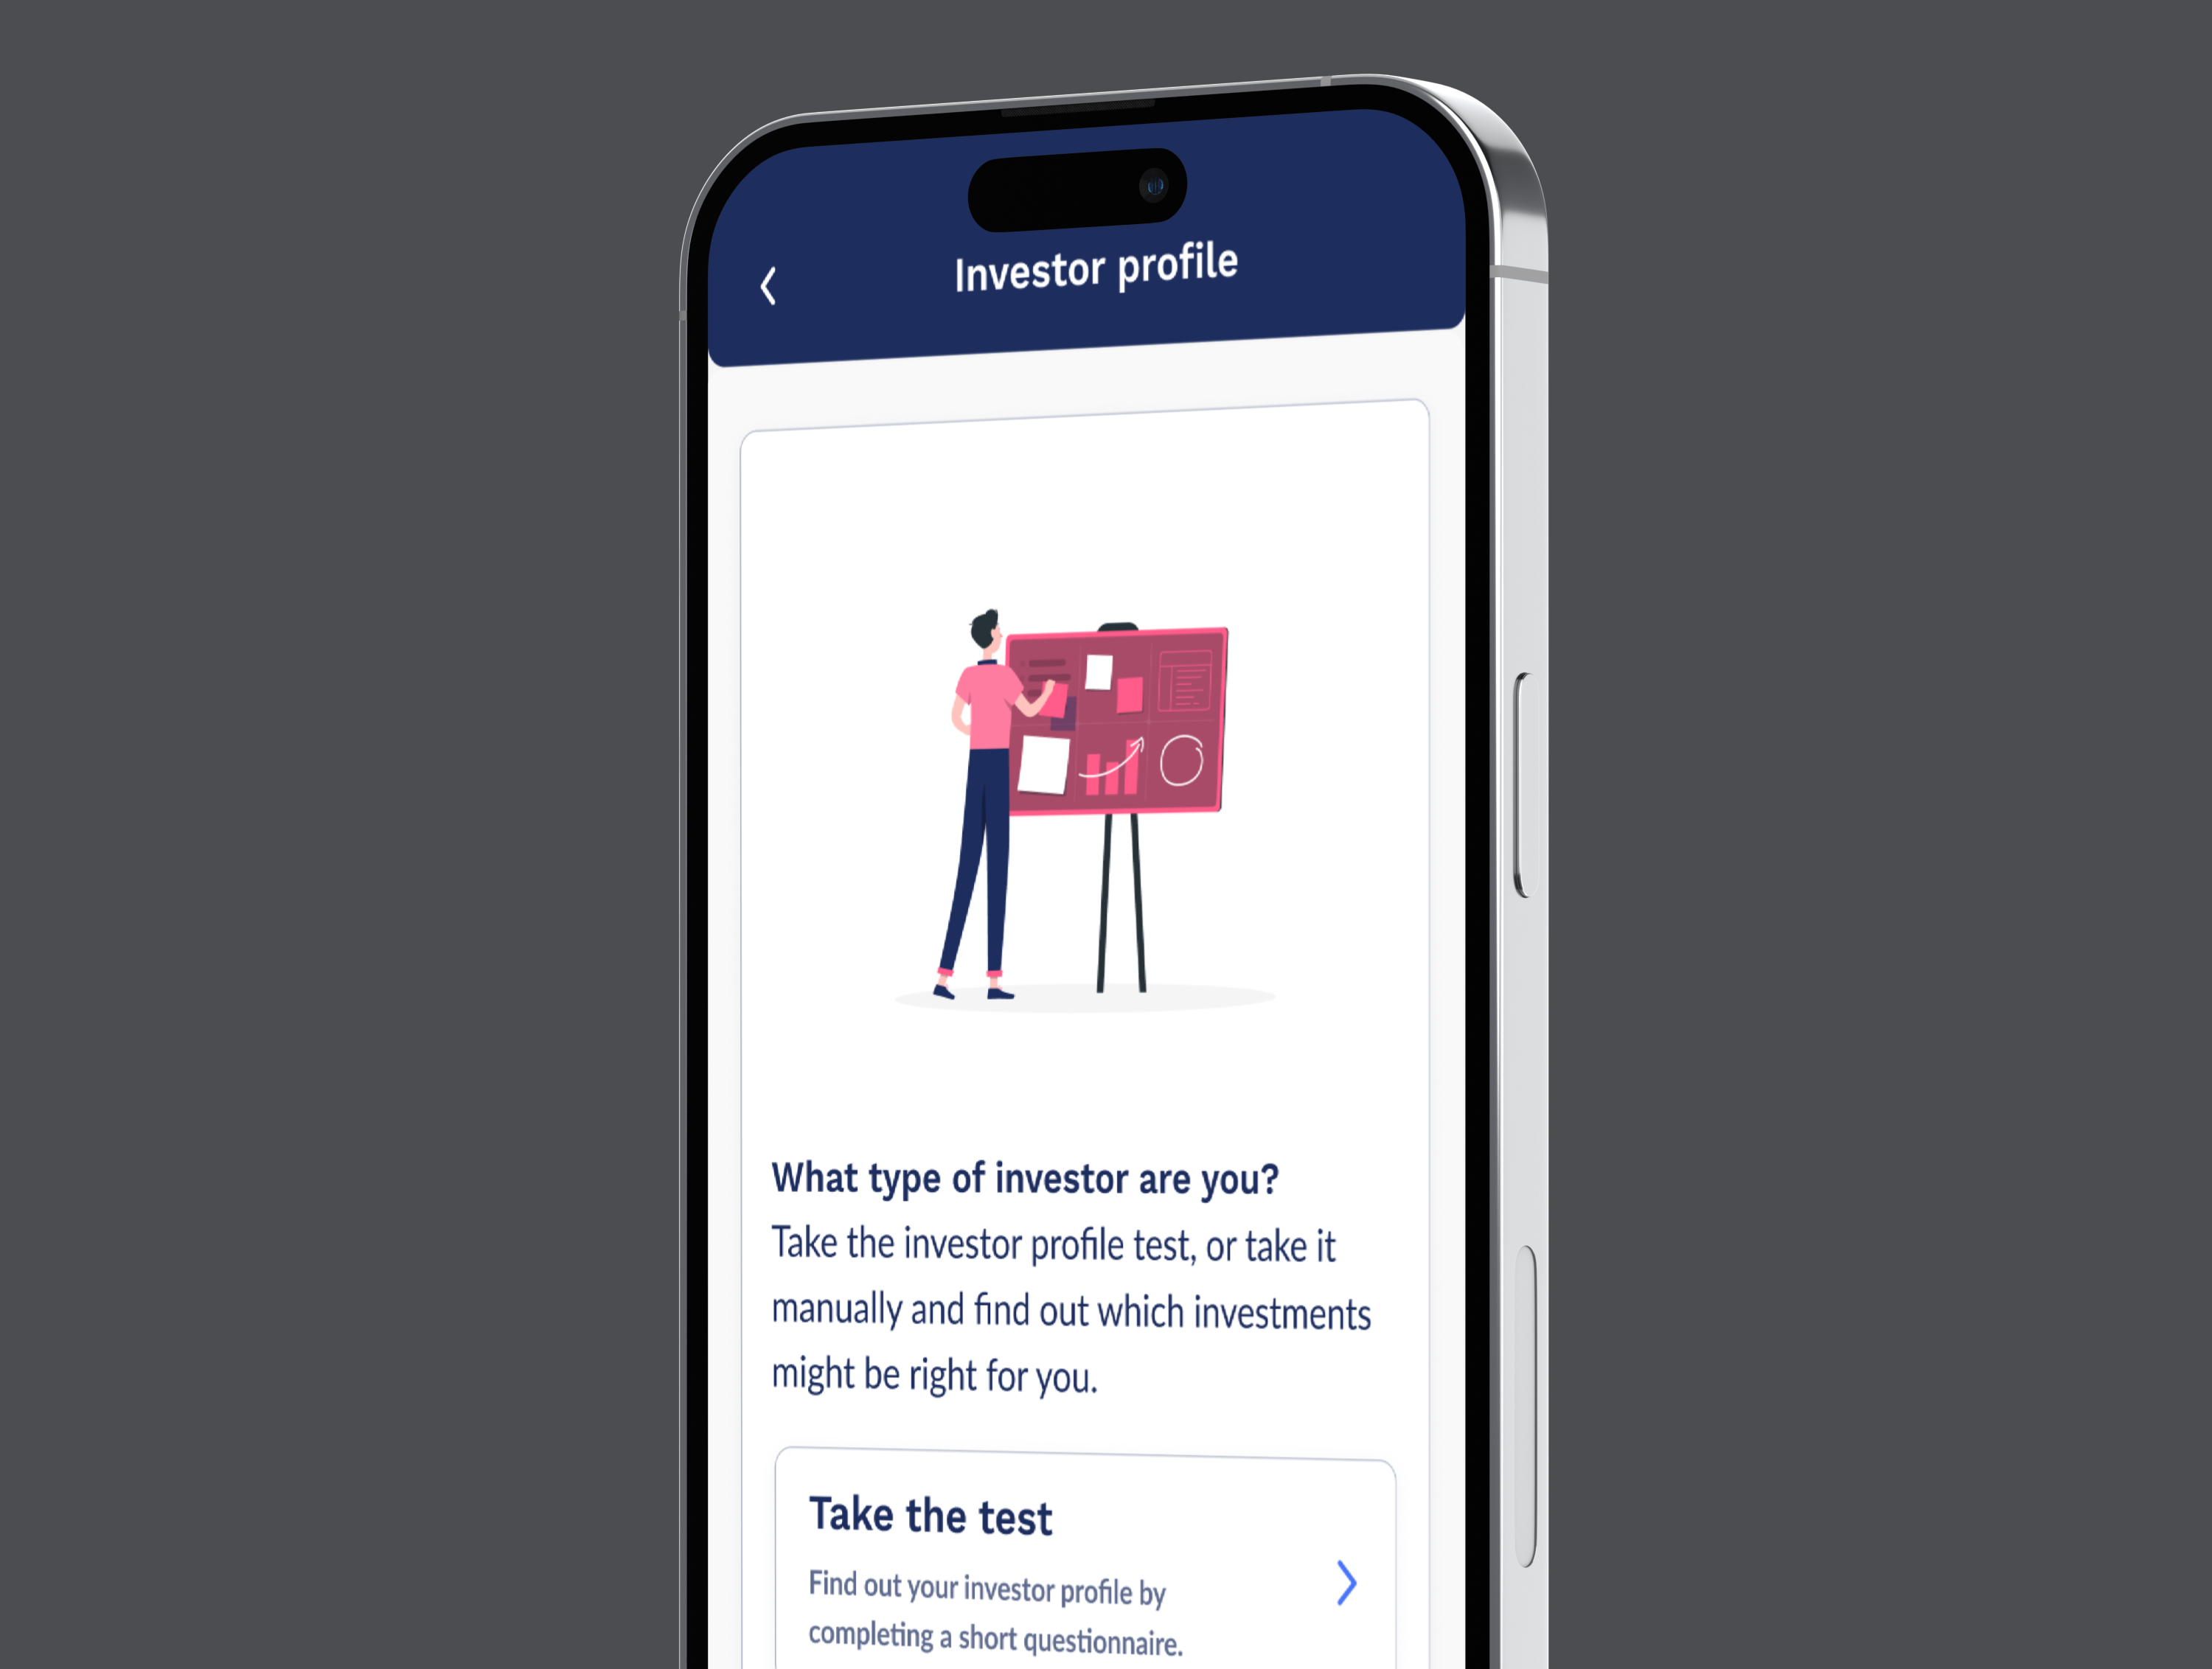 Investor profile
What type of investor are you?
Take the investor profile test, or take it
manually and find out which investments
might be right for you.
Take the test
Find out your investor profile by
completing a short questionnaire.